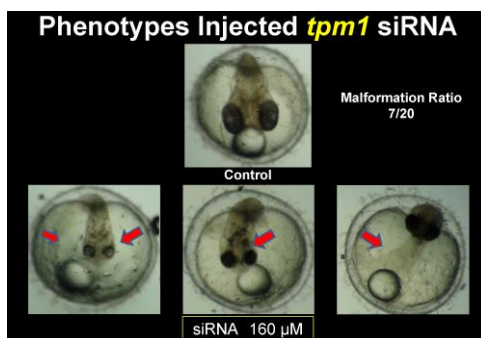 Phenotypes Injected tpm1 siRNA
Malformation Ratio
7/20
Control
siRNA 160 µM